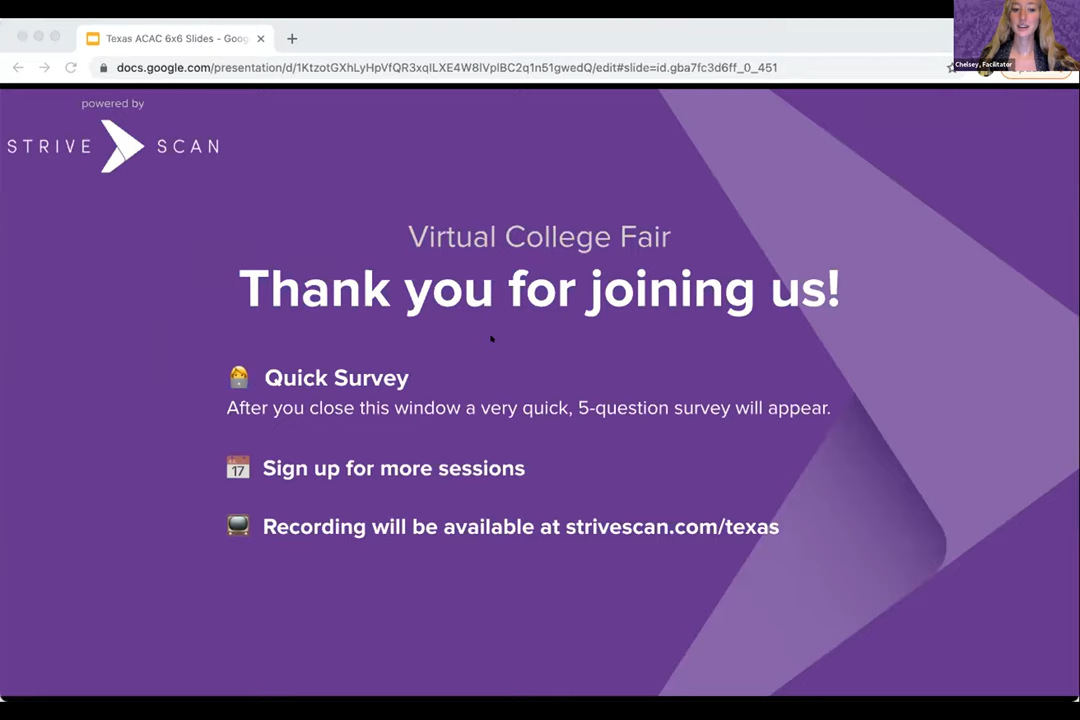 Texas ACAC 6x6 Slides - Goog
docs.google.com/presentation/d/1KtzotGXhLyHpVfQR3xqILXE4W8lVplBC2q1n51gwedQ/edit#slide=id.gba7fc3d6ff_0_451
Chelsey, Facilitator
powered by
STRIVE SCAN
Virtual College Fair
Thank you for joining us!
Quick Survey
After you close this window a very quick, 5-question survey will appear.
17
Sign up for more sessions
Recording will be available at strivescan.com/texas